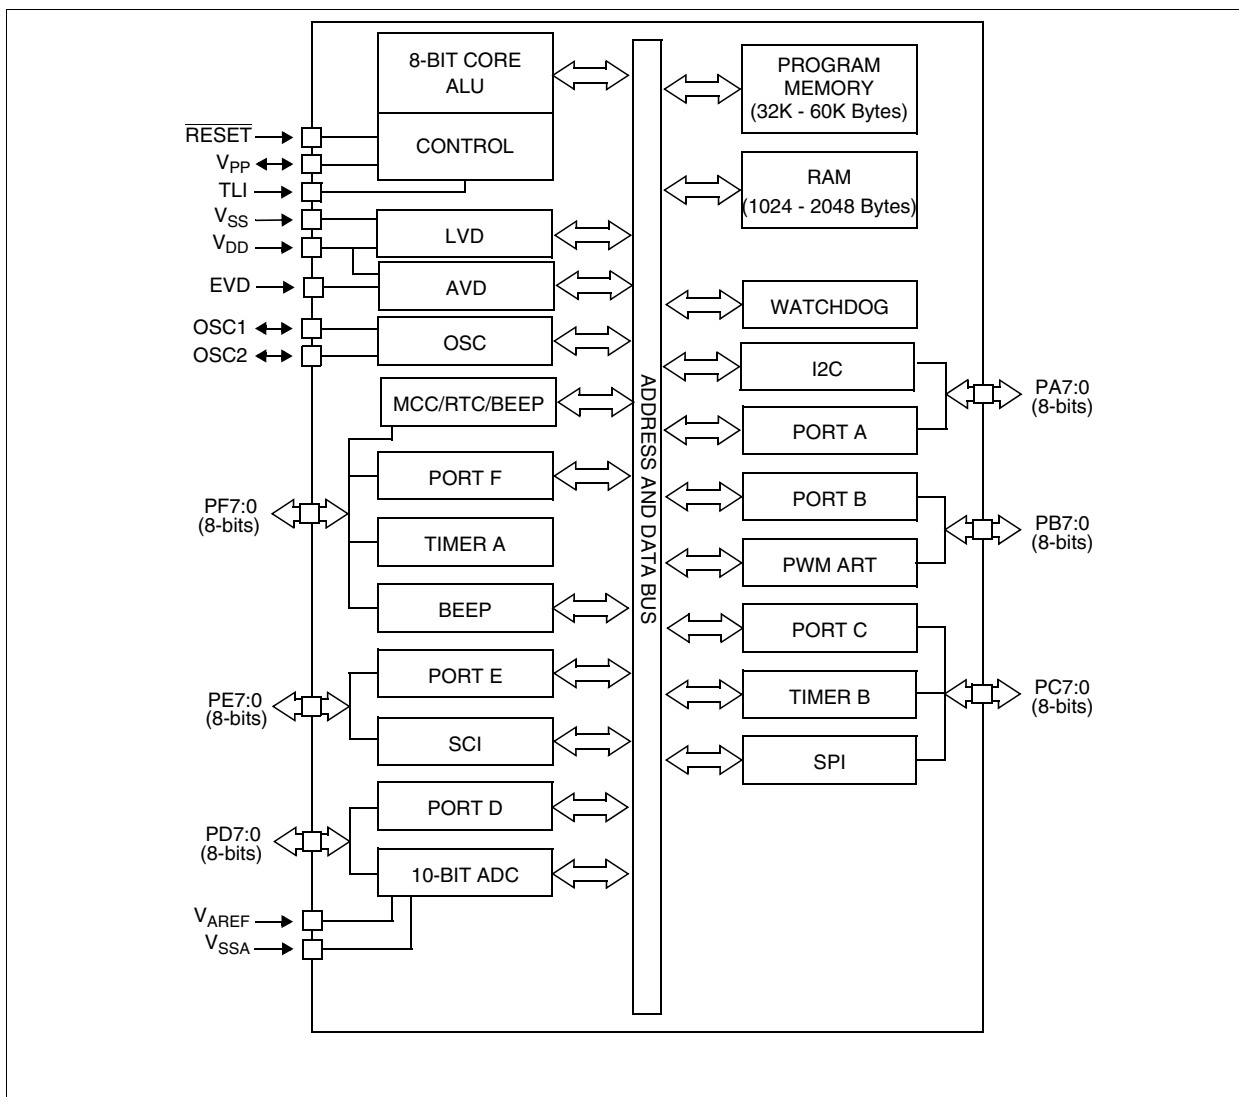 8-BIT CORE
ALU
CONTROL
RESET
VPP
TLI
VSS
VDD
LVD
EVD
AVD
OSC1
OSC2
OSC
MCC/RTC/BEEP
PORT F
PF7:0
(8-bits)
TIMER A
BEEP
PORT E
PE7:0
(8-bits)
SCI
PORT D
PD7:0
(8-bits)
10-BIT ADC
VAREF
VSSA
ADDRESS AND DATA BUS
PROGRAM
MEMORY
(32K - 60K Bytes)
RAM
(1024 - 2048 Bytes)
WATCHDOG
I2C
PA7:0
(8-bits)
PORT A
PORT B
PB7:0
(8-bits)
PWM ART
PORT C
TIMER B
PC7:0
(8-bits)
SPI